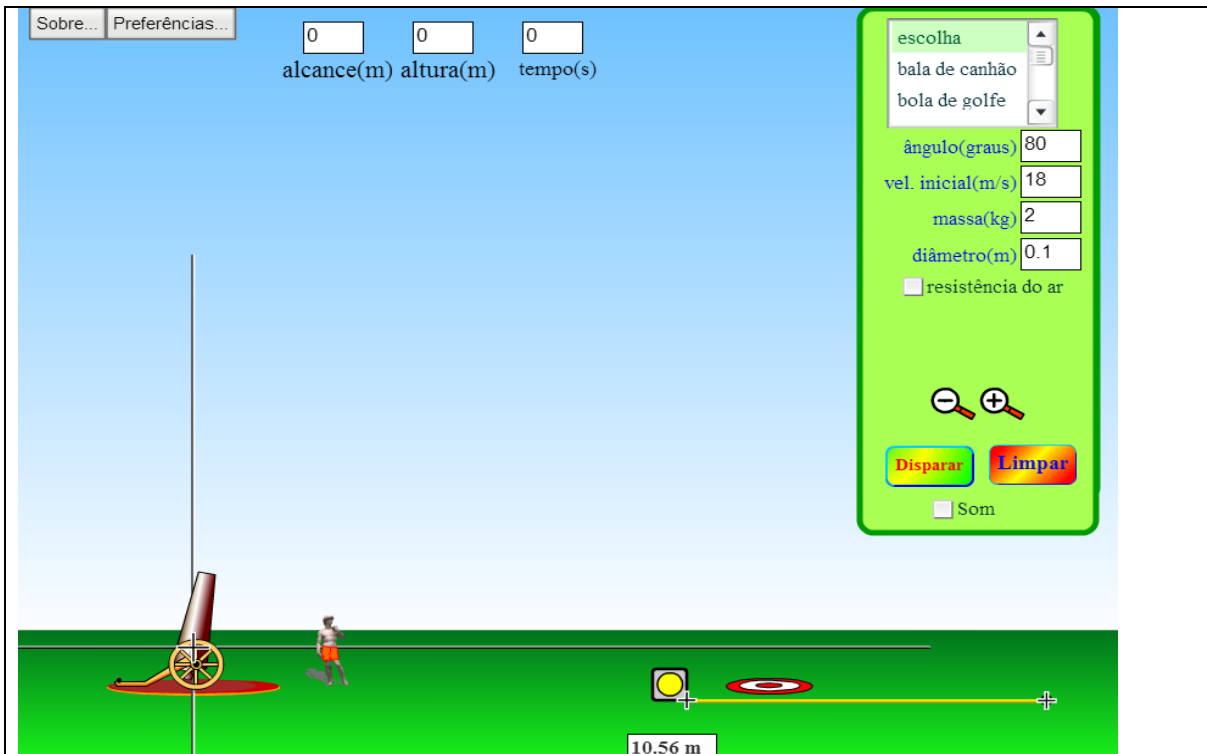 Sobre... Preferências...
0 0 0
alcance(m) altura(m) tempo(s)
escolha
bala de canhão
bola de golfe
ângulo(graus) 80
vel. inicial(m/s) 18
massa(kg) 2
diâmetro(m) 0.1
resistência do ar
Disparar Limpar
Som
10.56 m